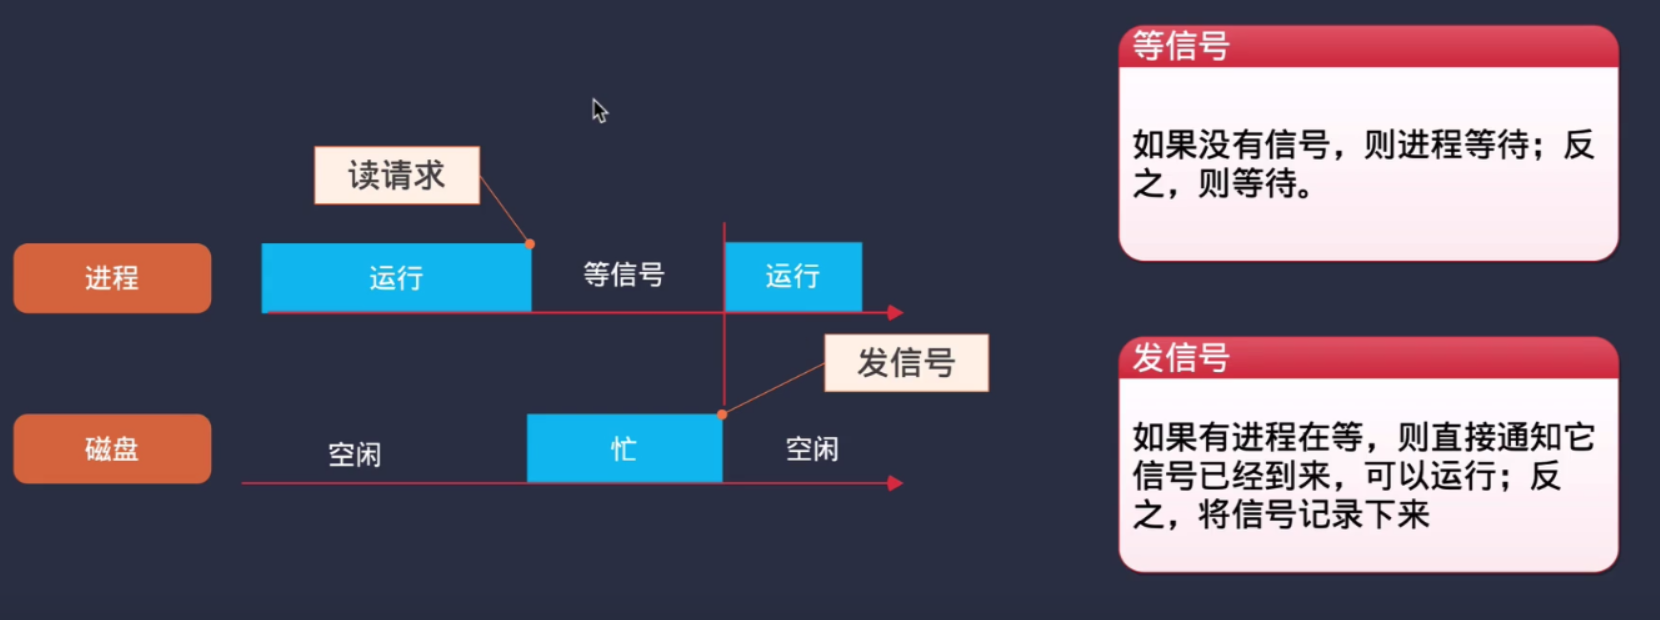 等信号
如果没有信号，则进程等待；反
之，则等待。
读请求
进程
运行
等信号
运行
发信号
磁盘
空闲
忙
空闲
发信号
如果有进程在等，则直接通知它
信号已经到来，可以运行；反
之，将信号记录下来